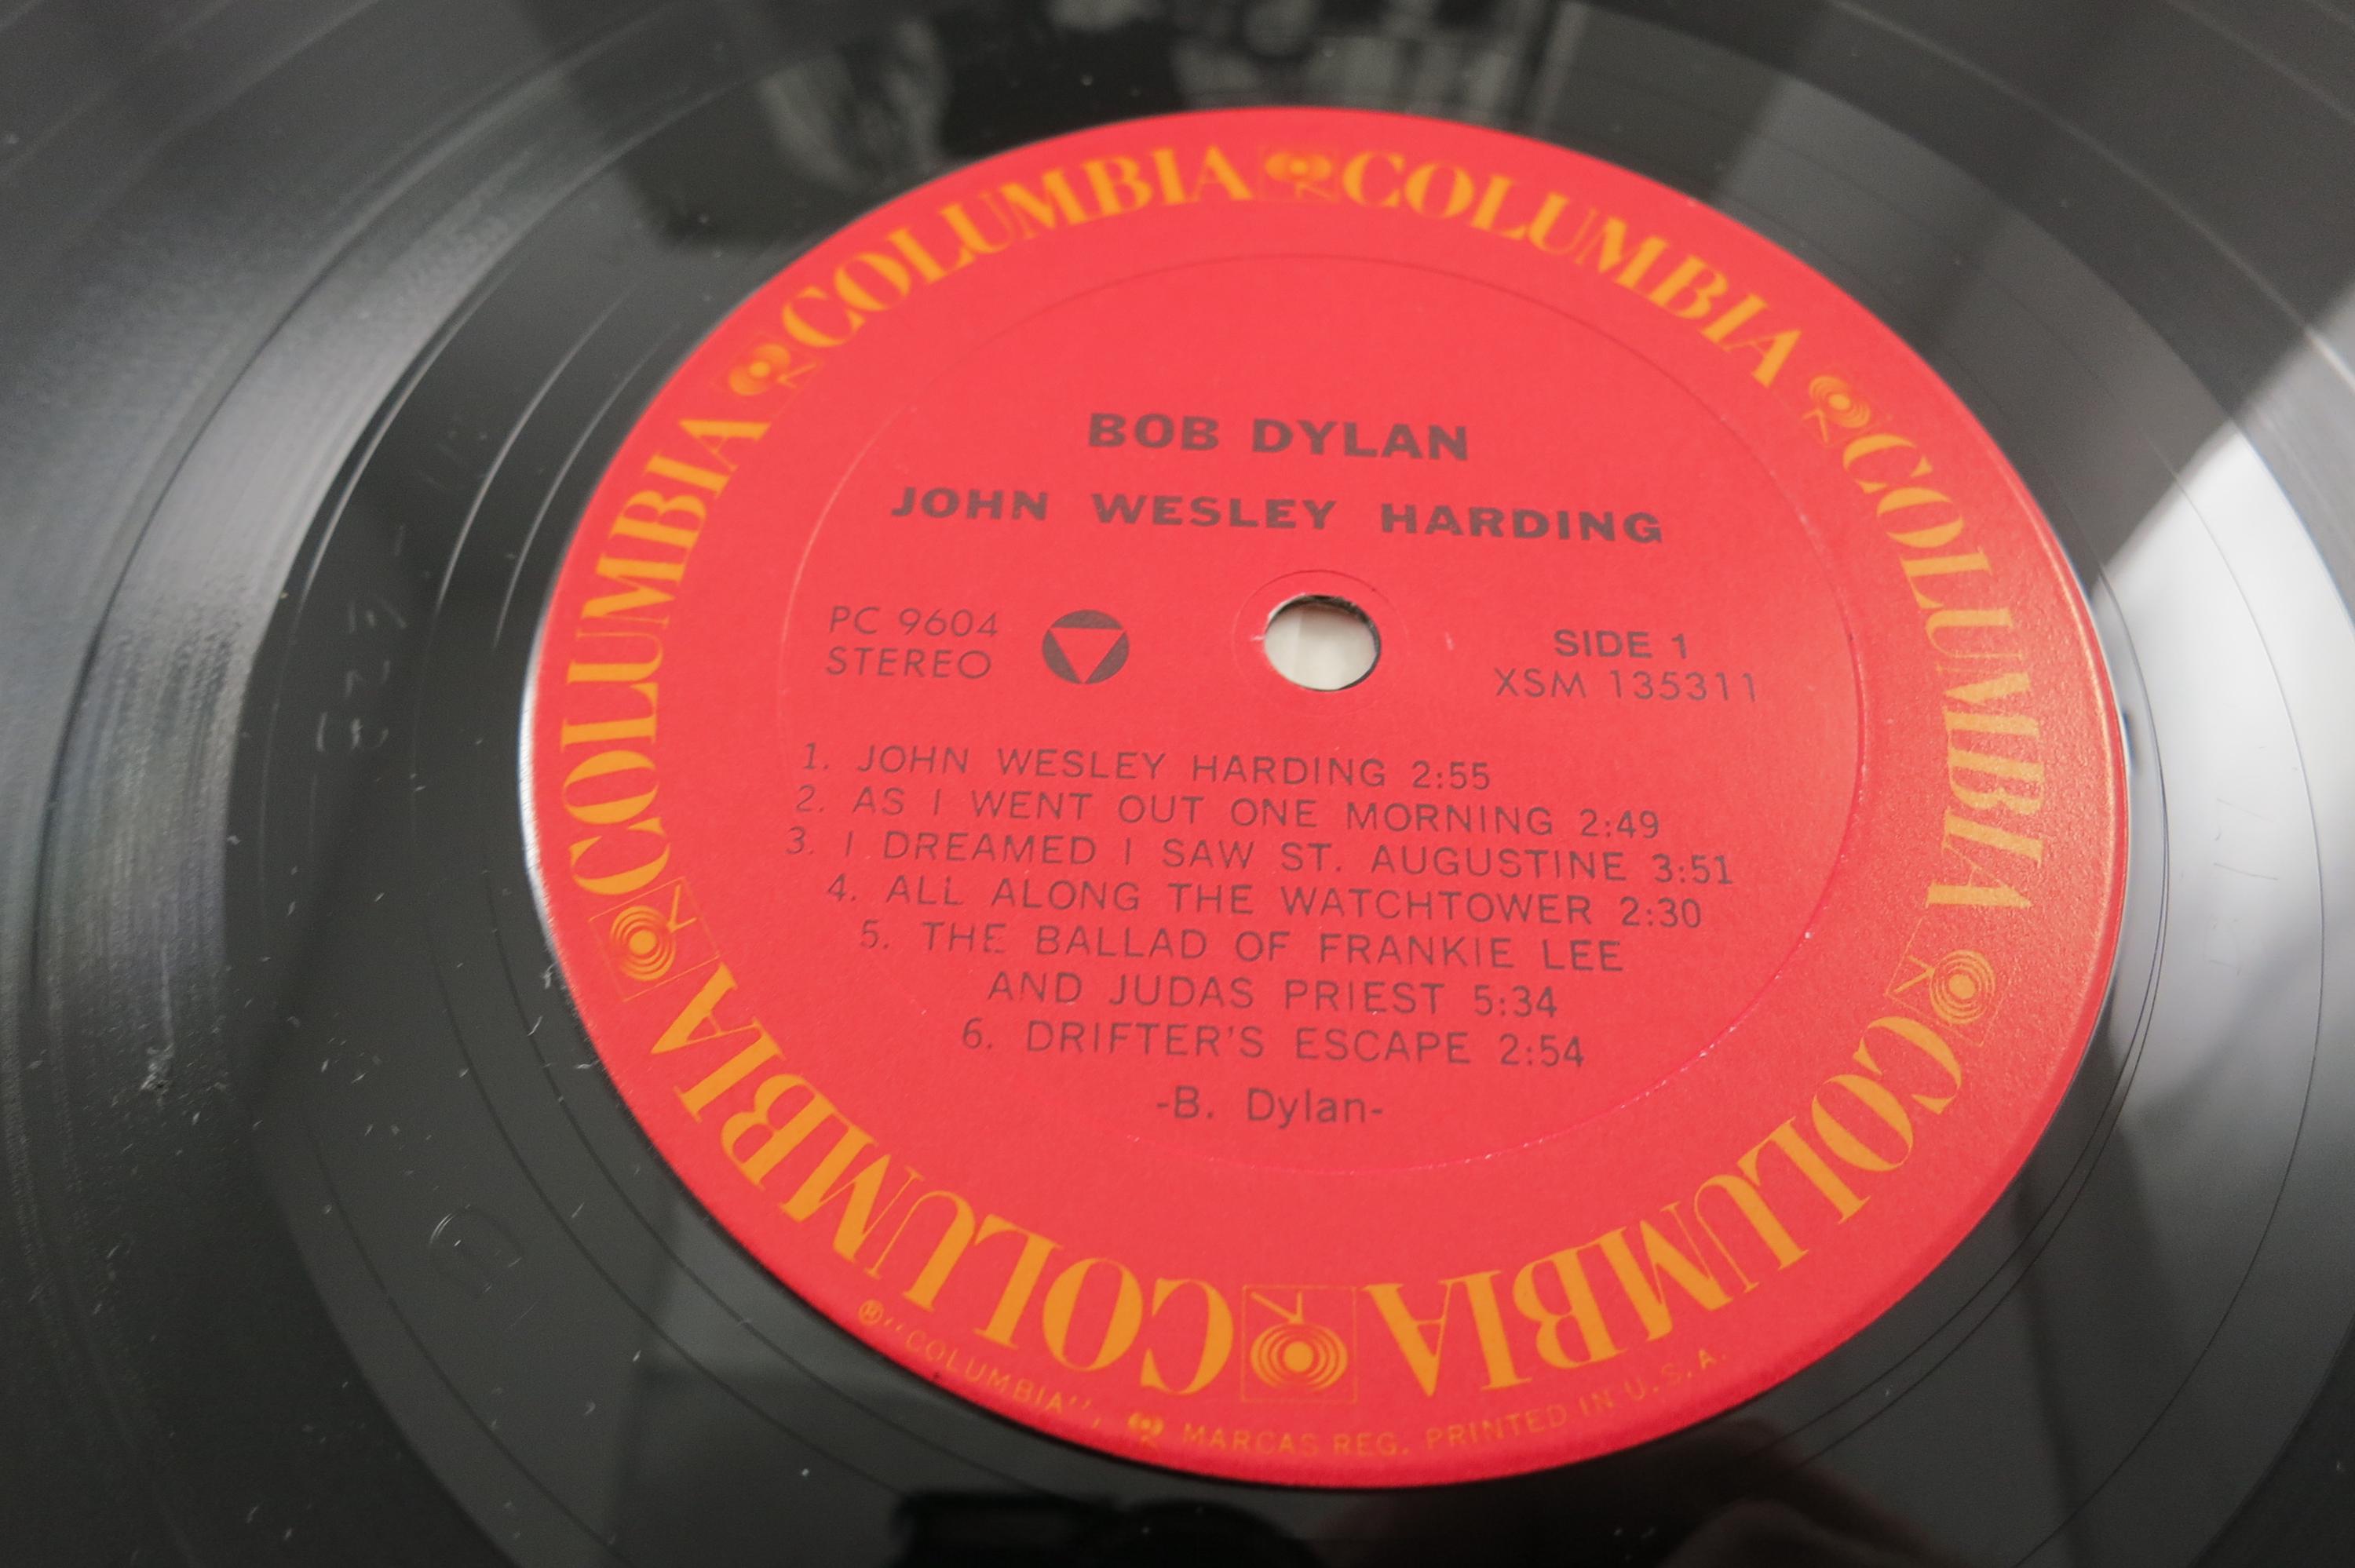 COLUMBIA COLUMBIA COLUMBIA COLUMBIA COLUMBIA COLUMBIA
BOB DYLAN
JOHN WESLEY HARDING
PC 9604
STEREO
SIDE 1
XSM 135311
1. JOHN WESLEY HARDING 2:55
2. AS I WENT OUT ONE MORNING 2:49
3. I DREAMED I SAW ST. AUGUSTINE 3:51
4. ALL ALONG THE WATCHTOWER 2:30
5. THE BALLAD OF FRANKIE LEE
AND JUDAS PRIEST 5:34
6. DRIFTER'S ESCAPE 2:54
-B. Dylan-
® "COLUMBIA", MARCAS REG. PRINTED IN U.S.A.